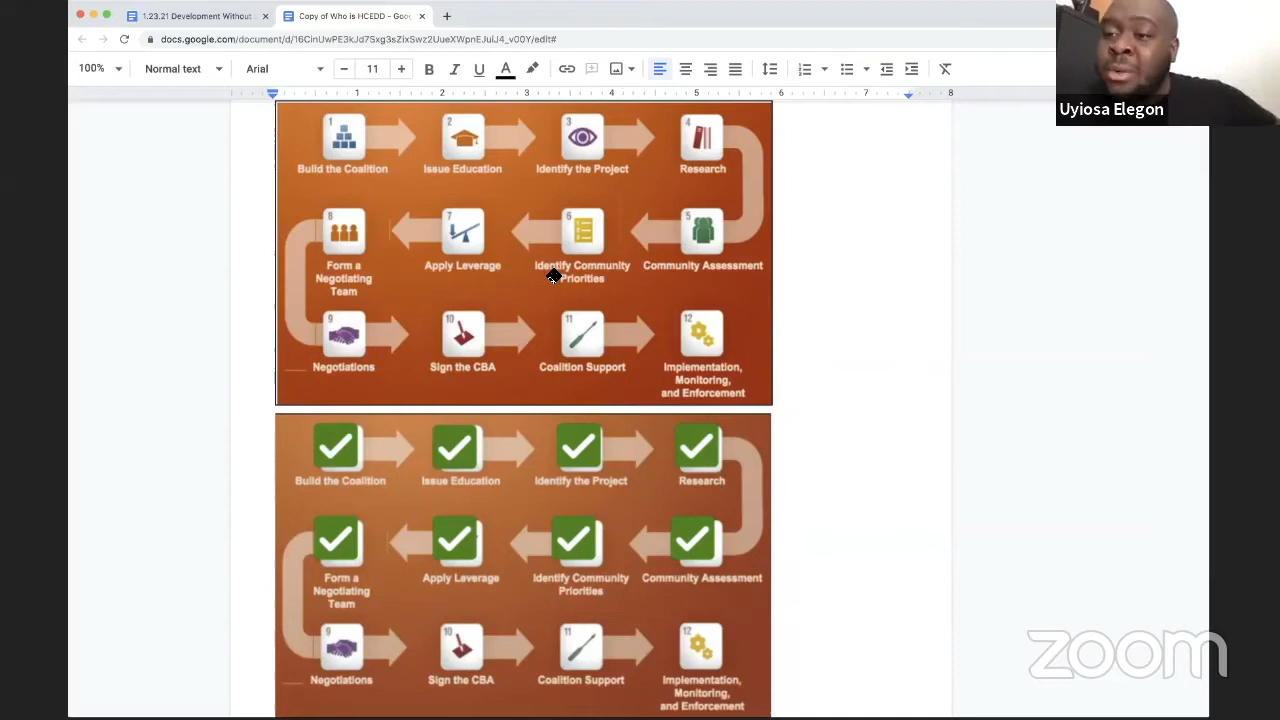 1.23.21 Development Without
Copy of Who is HCEDD - Goo
docs.google.com/document/d/16CinUwPE3kJd7Sxg3sZixSwz2UueXWpnEJuiJ4_v00Y/edit#
100% Normal text Arial 11
1 2 3 4 5 6 7 8
Uyiosa Elegon
1 2 3 4
Build the Coalition Issue Education Identify the Project Research
8 7 6 5
Form a Negotiating Team Apply Leverage Identify Community Priorities Community Assessment
9 10 11 12
Negotiations Sign the CBA Coalition Support Implementation, Monitoring, and Enforcement
Build the Coalition Issue Education Identify the Project Research
Form a Negotiating Team Apply Leverage Identify Community Priorities Community Assessment
9 10 11 12
Negotiations Sign the CBA Coalition Support Implementation, Monitoring, and Enforcement
zoom